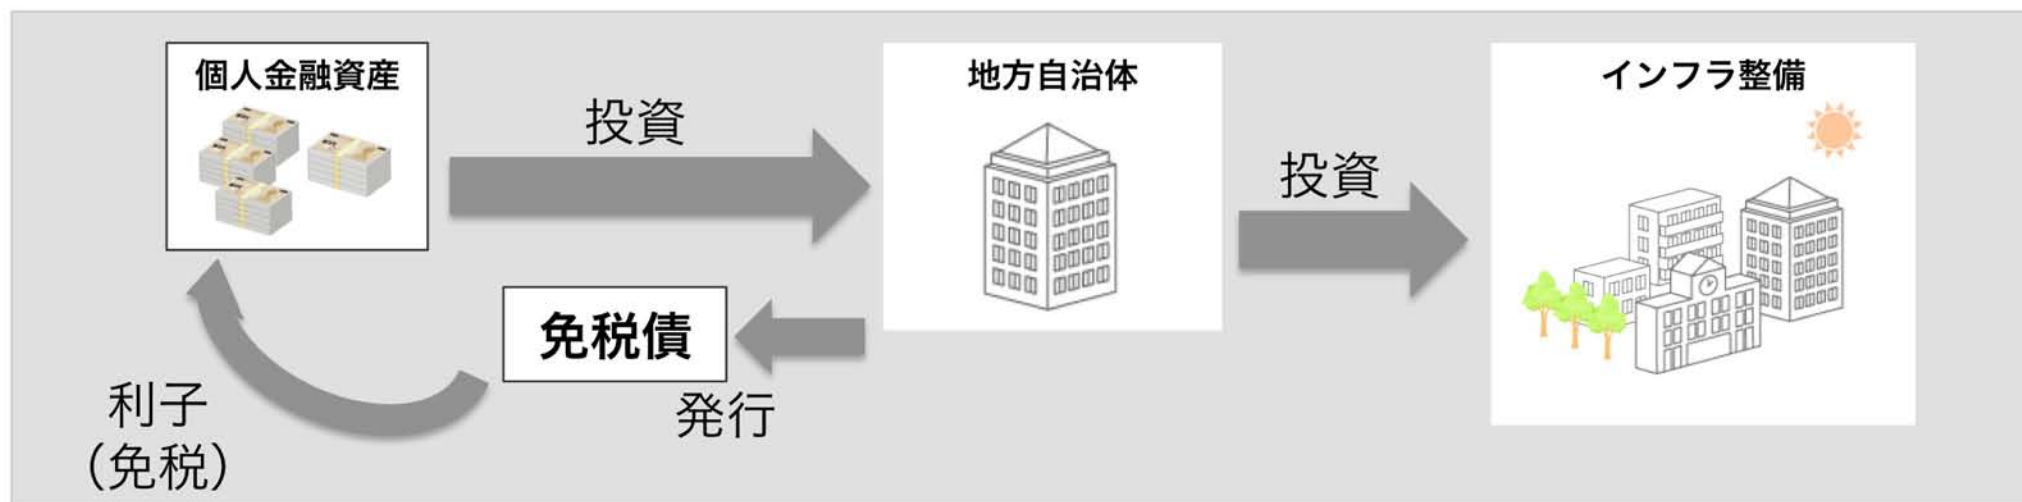 個人金融資産
投資
地方自治体
投資
インフラ整備
免税債
発行
利子
（免税）